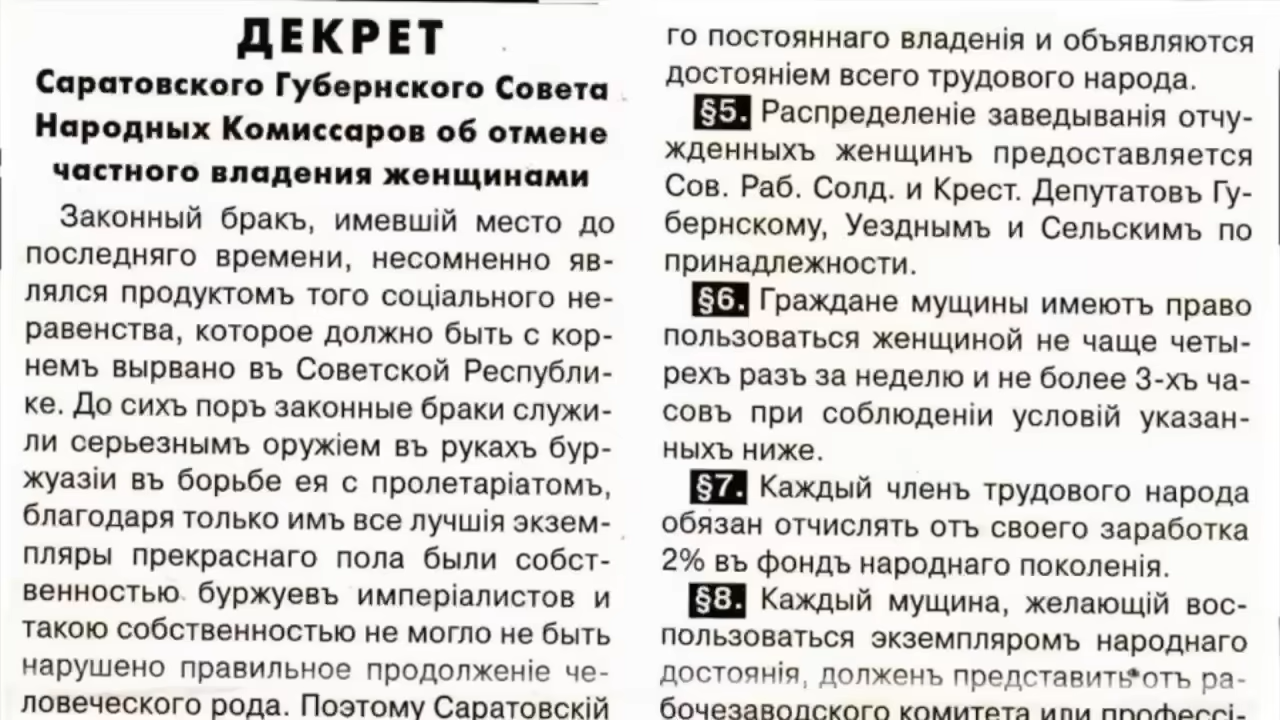 ДЕКРЕТ
Саратовского Губернского Совета
Народных Комиссаров об отмене
частного владения женщинами
Законный бракъ, имевшій место до
последняго времени, несомненно яв-
лялся продуктомъ того соціального не-
равенства, которое должно быть с кор-
немъ вырвано въ Советской Республи-
ке. До сихъ поръ законные браки служи-
ли серьезнымъ оружіем въ рукахъ бур-
жуазіи въ борьбе ея с пролетаріатомъ,
благодаря только имъ все лучшія экзем-
пляры прекраснаго пола были собст-
венностью буржуевъ имперіалистов и
такою собственностью не могло не быть
нарушено правильное продолженіе че-
ловеческого рода. Поэтому Саратовскій
го постояннаго владенія и объявляются
достояніем всего трудового народа.
§5. Распределеніе заведыванія отчу-
жденныхъ женщинъ предоставляется
Сов. Раб. Солд. и Крест. Депутатовъ Гу-
бернскому, Уезднымъ и Сельскимъ по
принадлежности.
§6. Граждане мущины имеютъ право
пользоваться женщиной не чаще четы-
рехъ разъ за неделю и не более 3-хъ ча-
совъ при соблюденіи условій указан-
ныхъ ниже.
§7. Каждый членъ трудового народа
обязан отчислять отъ своего заработка
2% въ фондъ народнаго поколенія.
§8. Каждый мущина, желающій вос-
пользоваться экземпляромъ народнаго
достоянія, долженъ представить отъ ра-
бочезаводского комитета или професси-